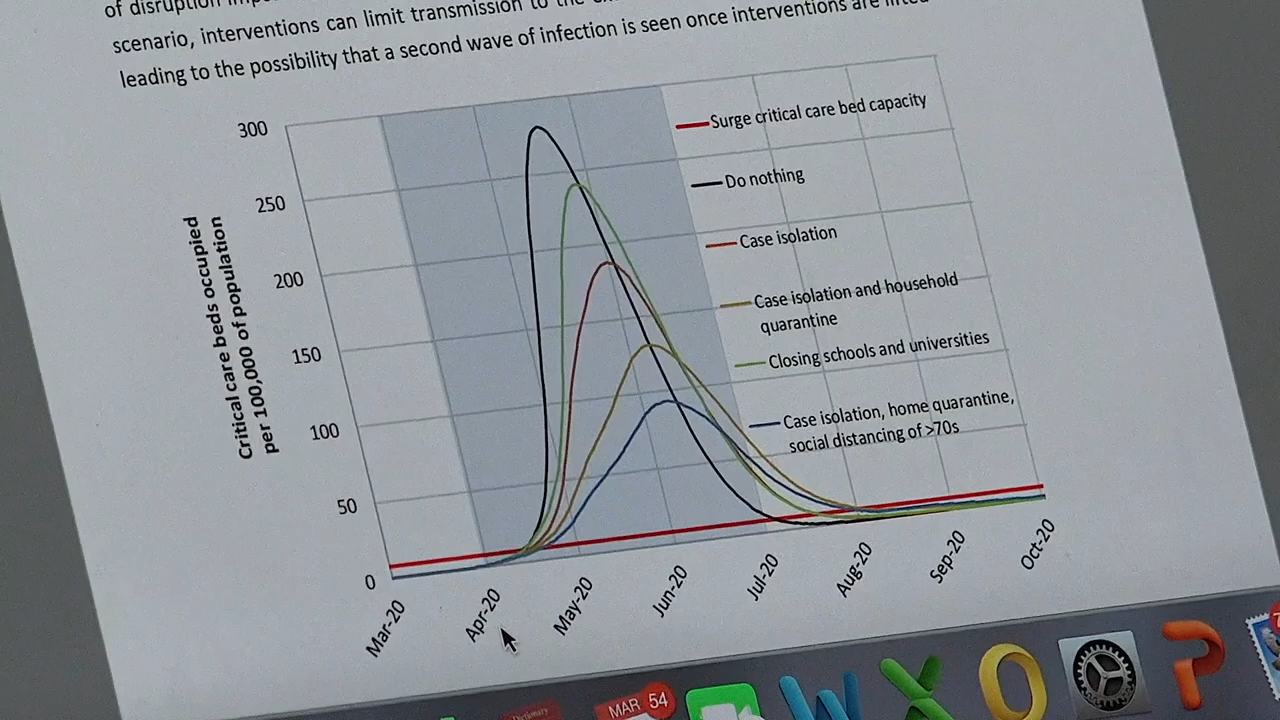 of disruption
scenario, interventions can limit transmission to the
leading to the possibility that a second wave of infection is seen once interventions are lifted
300
250
200
150
100
50
0
Critical care beds occupied
per 100,000 of population
Surge critical care bed capacity
Do nothing
Case isolation
Case isolation and household
quarantine
Closing schools and universities
Case isolation, home quarantine,
social distancing of >70s
Mar-20
Apr-20
May-20
Jun-20
Jul-20
Aug-20
Sep-20
Oct-20
Dictionary
MAR 54
W X O P